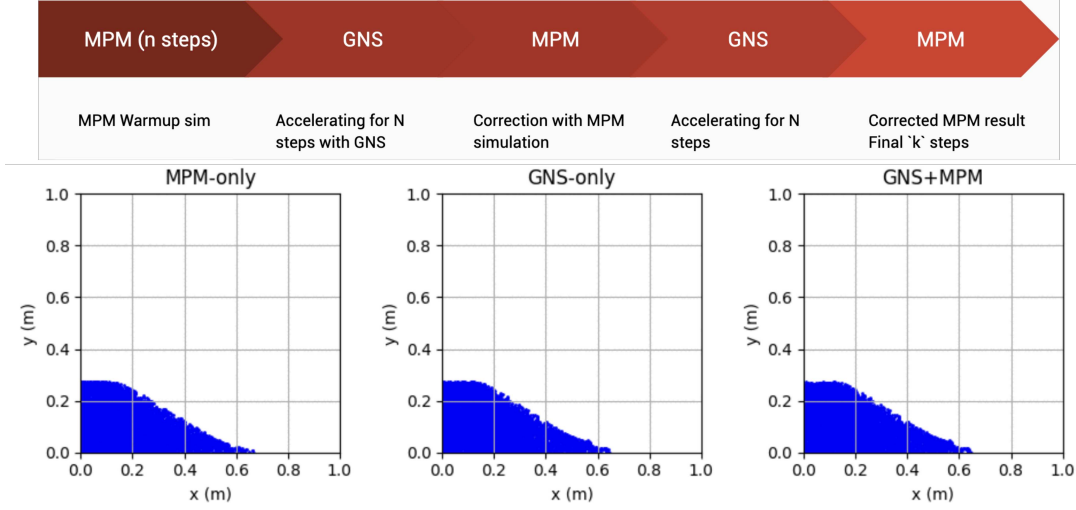 MPM (n steps)
GNS
MPM
GNS
MPM
MPM Warmup sim
Accelerating for N
steps with GNS
Correction with MPM
simulation
Accelerating for N
steps
Corrected MPM result
Final `k` steps
MPM-only
1.0
0.8
0.6
0.4
0.2
0.0
y (m)
0.0 0.2 0.4 0.6 0.8 1.0
x (m)
GNS-only
1.0
0.8
0.6
0.4
0.2
0.0
y (m)
0.0 0.2 0.4 0.6 0.8 1.0
x (m)
GNS+MPM
1.0
0.8
0.6
0.4
0.2
0.0
y (m)
0.0 0.2 0.4 0.6 0.8 1.0
x (m)